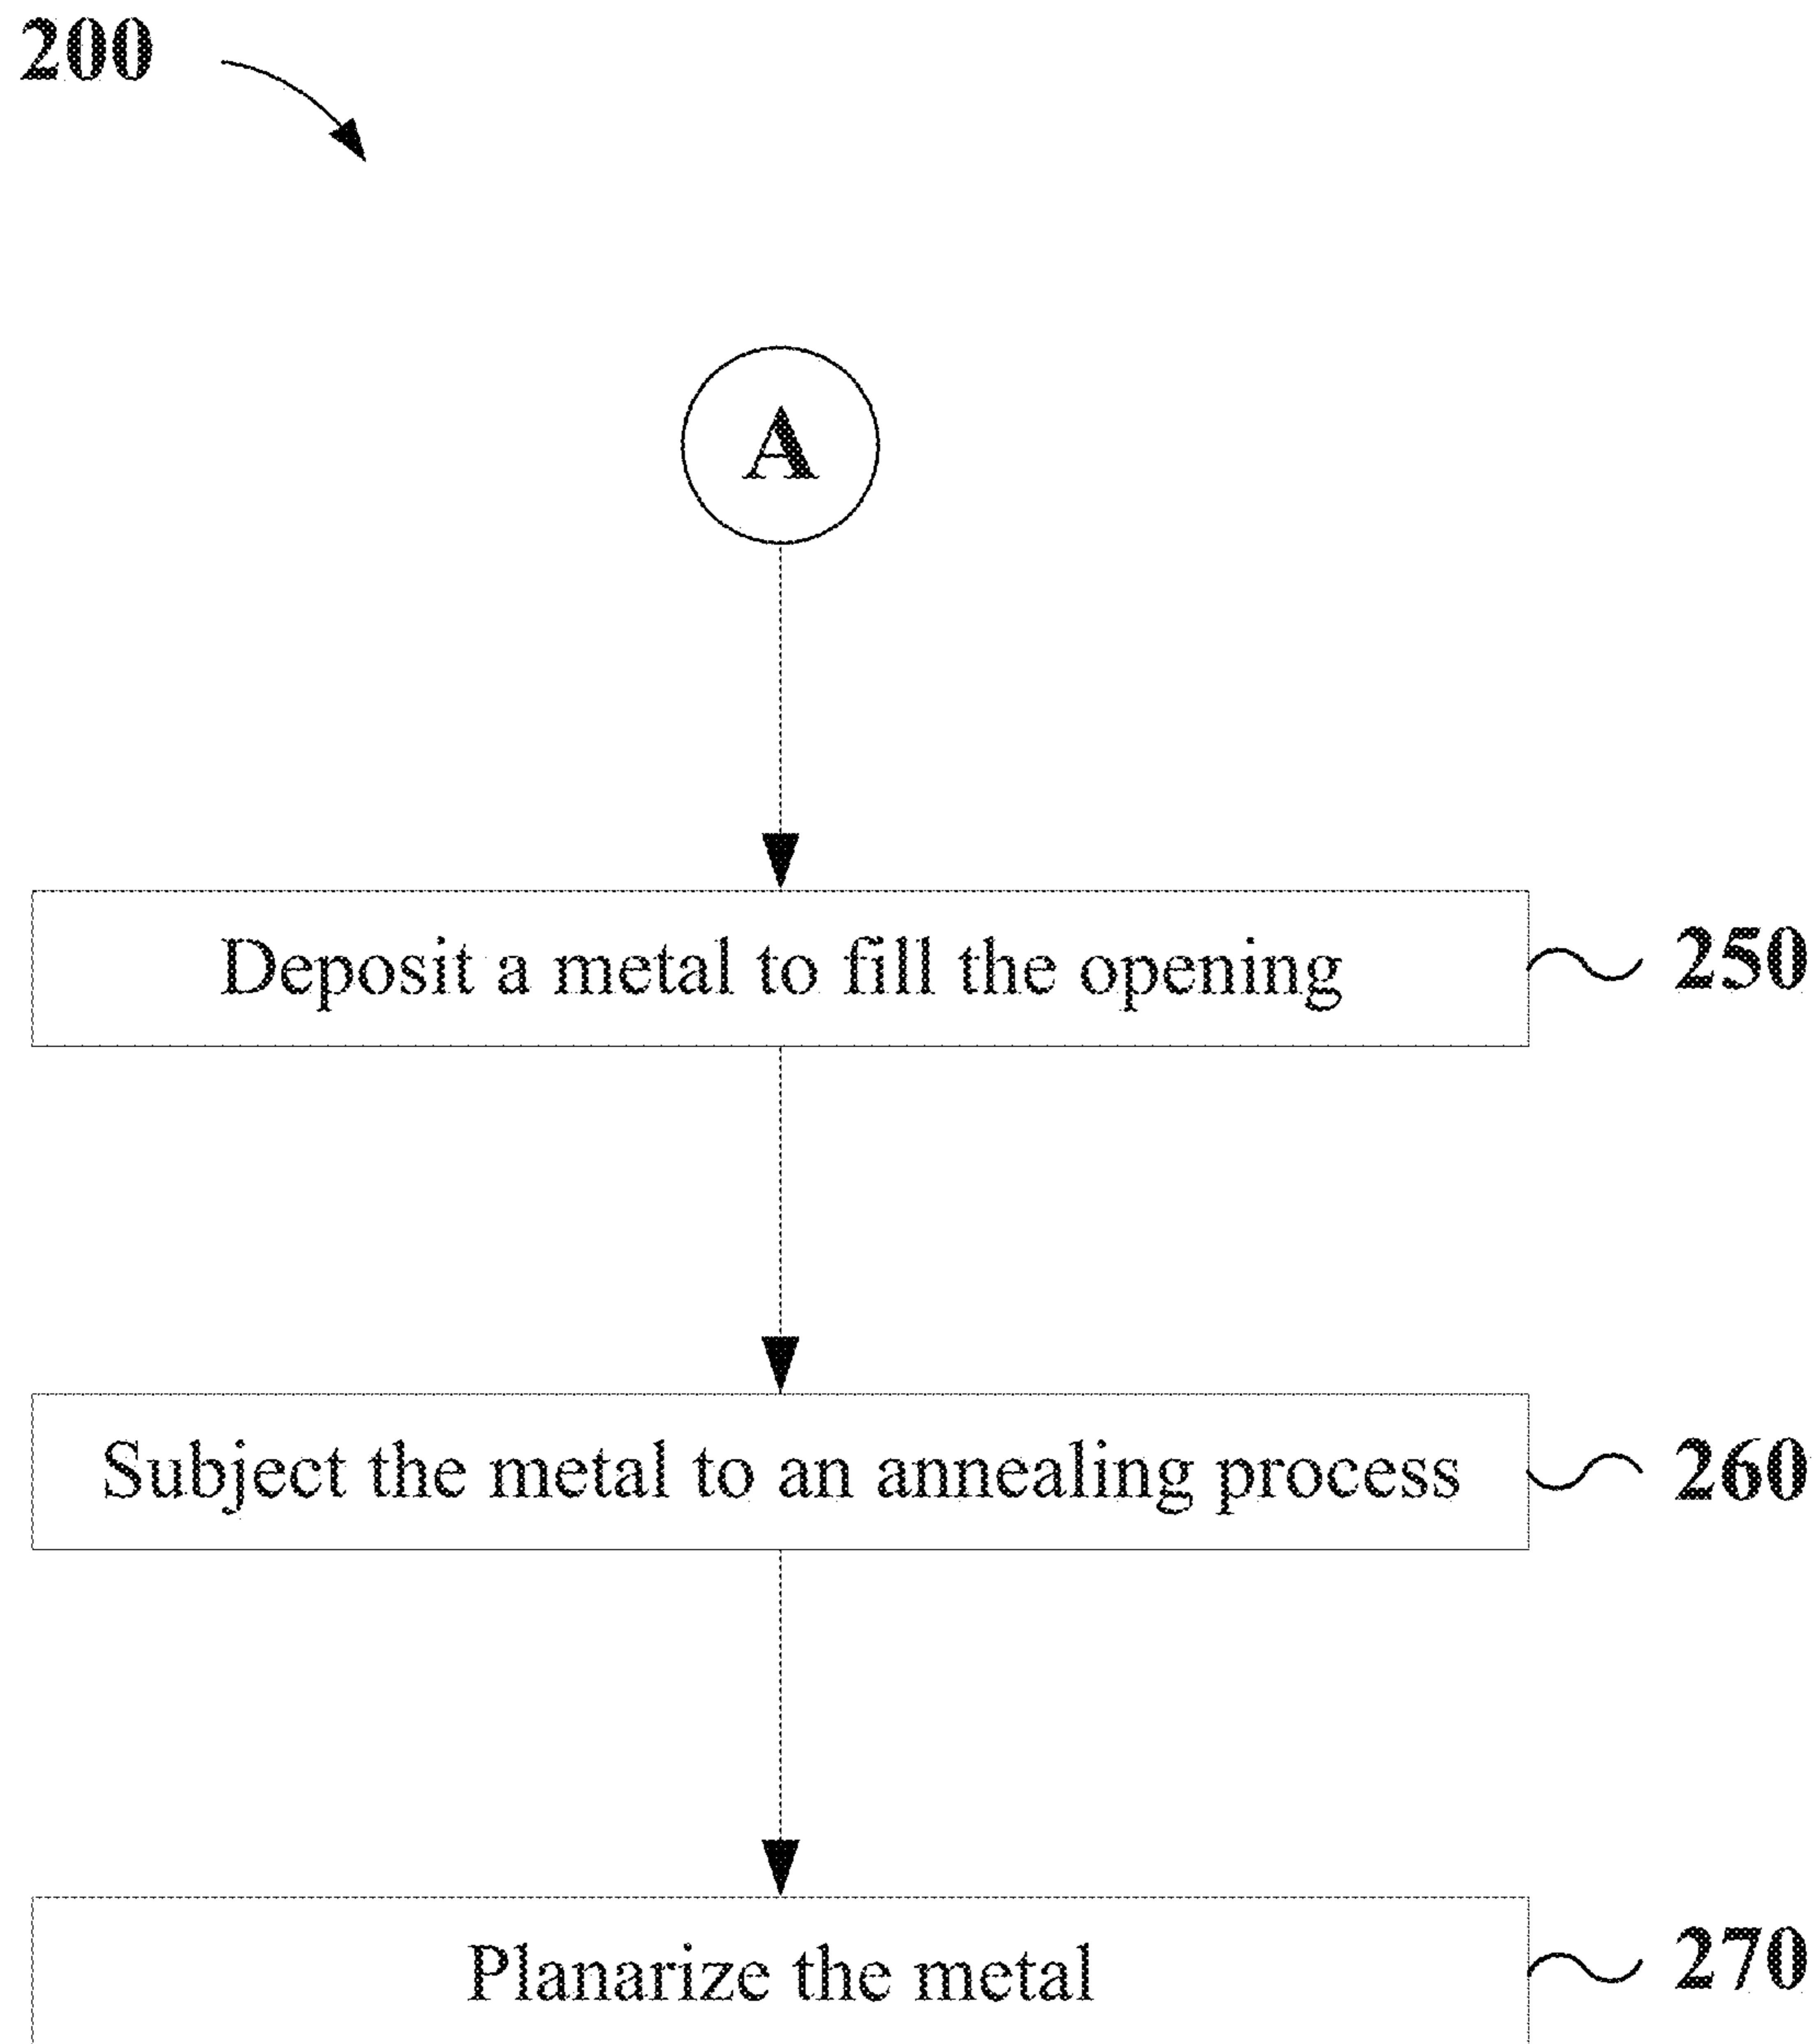 200
A
Deposit a metal to fill the opening 250
Subject the metal to an annealing process 260
Planarize the metal 270